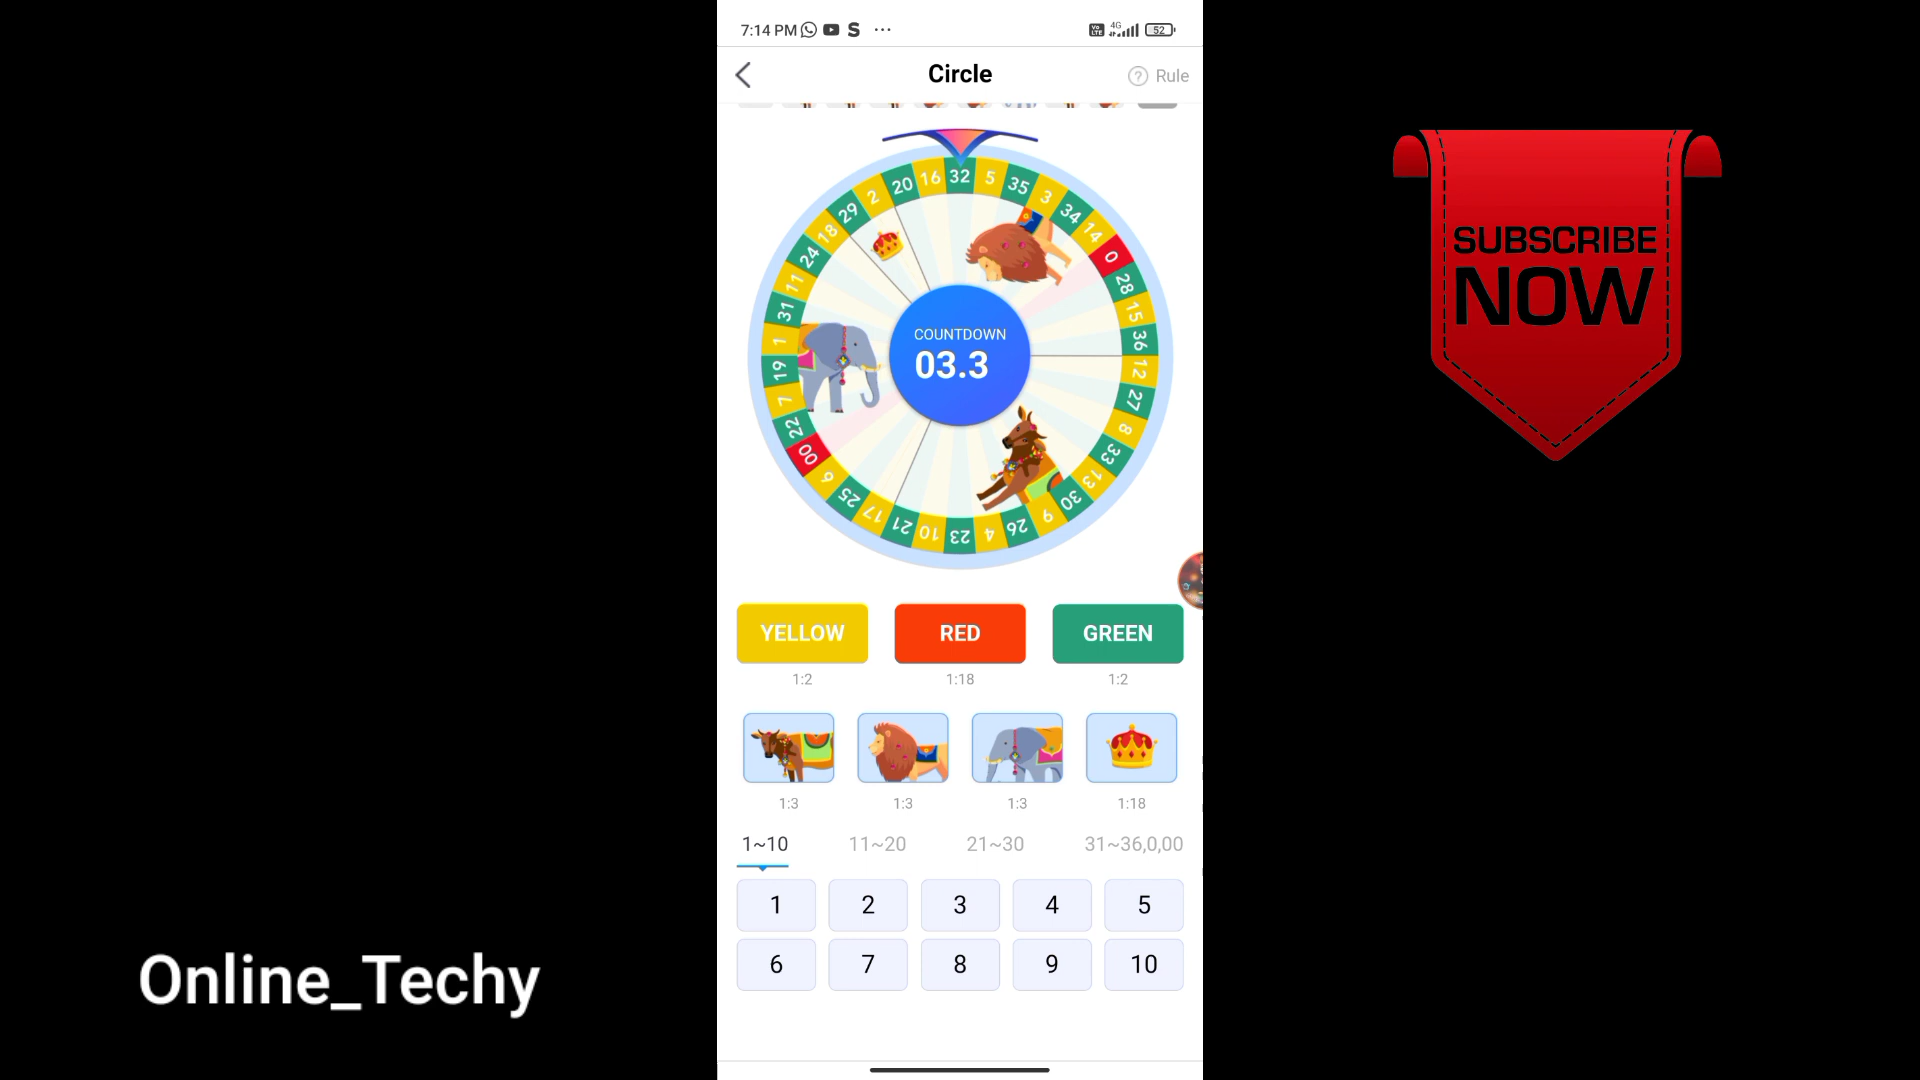 7:14 PM S ...
Vo LTE 4G 52
Circle
? Rule
32 5 35 3 34 14 0 28 15 36 12 27 8 33 13 30 9 26 4 23 10 21 17 25 6 00 22 7 19 1 31 11 24 18 29 2 20 16
COUNTDOWN
03.3
SUBSCRIBE
NOW
YELLOW RED GREEN
1:2 1:18 1:2
1:3 1:3 1:3 1:18
1~10 11~20 21~30 31~36,0,00
1 2 3 4 5
6 7 8 9 10
Online_Techy